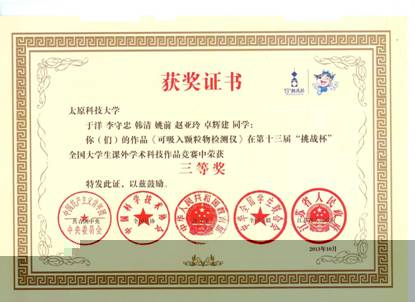 获奖证书
太原科技大学
于洋 李守忠 韩清 姚前 赵亚玲 卓辉建 同学：
你（们）的作品《可吸入颗粒物检测仪》在第十三届“挑战杯”
全国大学生课外学术科技作品竞赛中荣获
三等奖
特发此证，以兹鼓励。
2013年10月